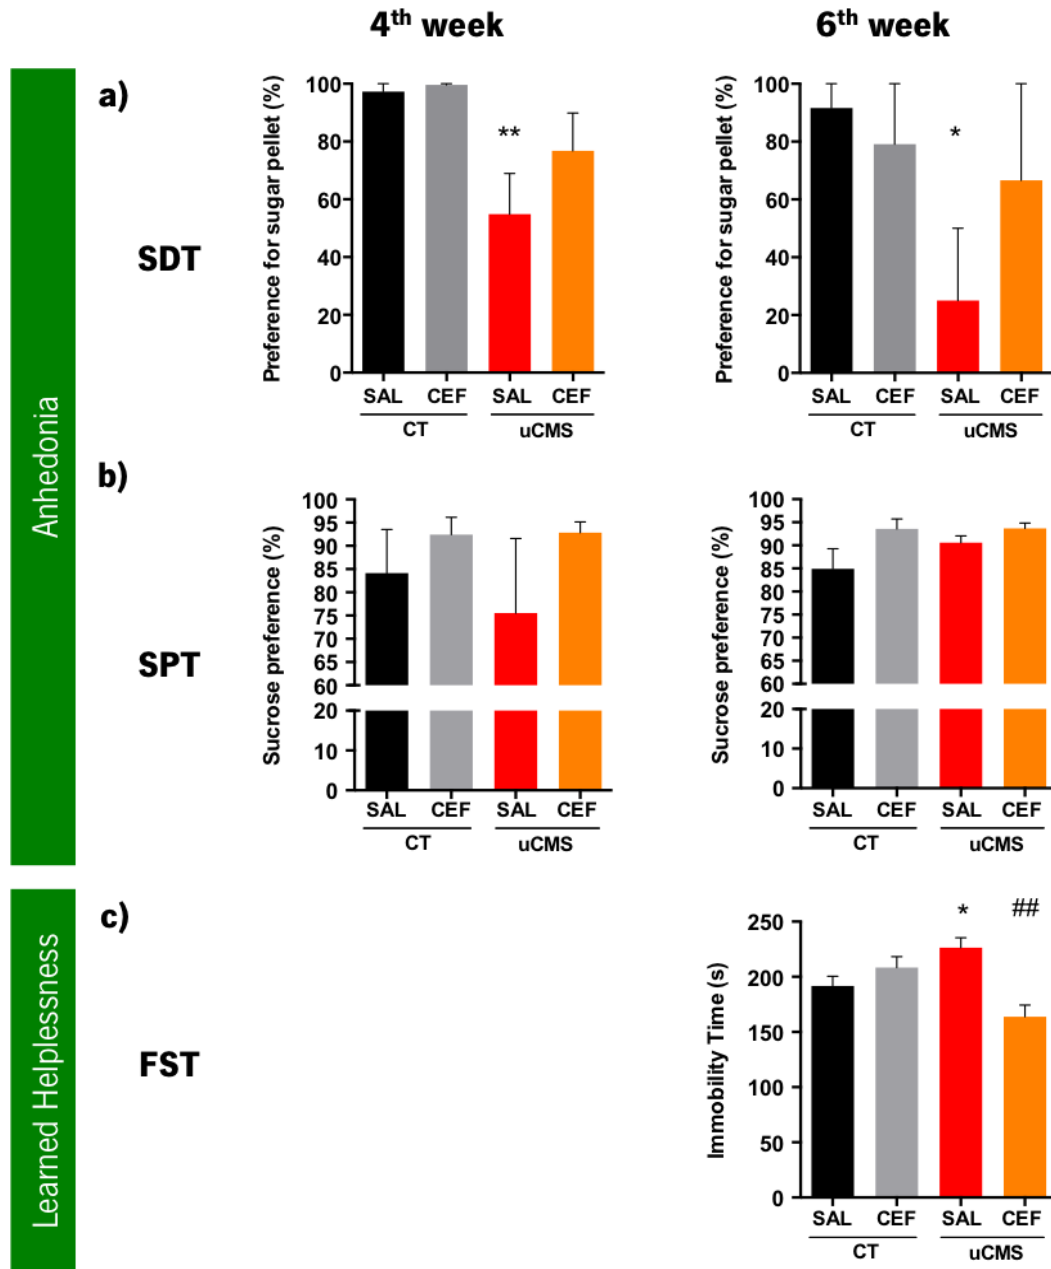 4th week
6th week
Anhedonia
a)
SDT
Preference for sugar pellet (%)
100
80
60
40
20
0
**
SAL CEF SAL CEF
CT uCMS
Preference for sugar pellet (%)
100
80
60
40
20
0
*
SAL CEF SAL CEF
CT uCMS
b)
SPT
Sucrose preference (%)
100
95
90
85
80
75
70
65
60
20
10
0
SAL CEF SAL CEF
CT uCMS
Sucrose preference (%)
100
95
90
85
80
75
70
65
60
20
10
0
SAL CEF SAL CEF
CT uCMS
Learned Helplessness
c)
FST
Immobility Time (s)
250
200
150
100
50
0
* ##
SAL CEF SAL CEF
CT uCMS